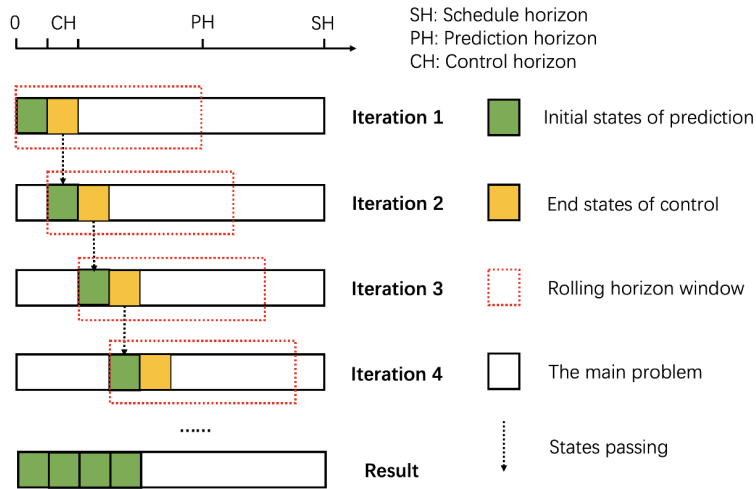 0
CH
PH
SH
SH: Schedule horizon
PH: Prediction horizon
CH: Control horizon
Iteration 1
Initial states of prediction
Iteration 2
End states of control
Iteration 3
Rolling horizon window
Iteration 4
The main problem
......
States passing
Result